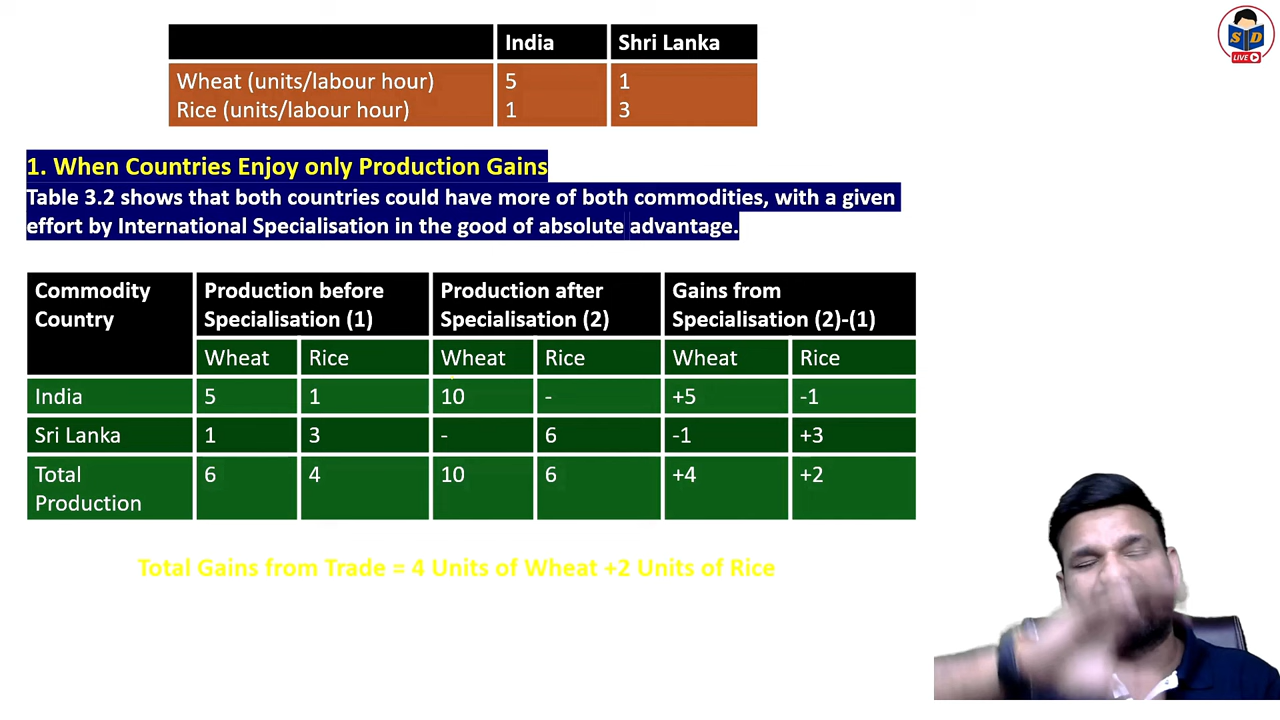 India Shri Lanka
Wheat (units/labour hour) 5 1
Rice (units/labour hour) 1 3
1. When Countries Enjoy only Production Gains
Table 3.2 shows that both countries could have more of both commodities, with a given
effort by International Specialisation in the good of absolute advantage.
Commodity Production before Production after Gains from
Country Specialisation (1) Specialisation (2) Specialisation (2)-(1)
Wheat Rice Wheat Rice Wheat Rice
India 5 1 10 - +5 -1
Sri Lanka 1 3 - 6 -1 +3
Total 6 4 10 6 +4 +2
Production
Total Gains from Trade = 4 Units of Wheat +2 Units of Rice
S D
LIVE